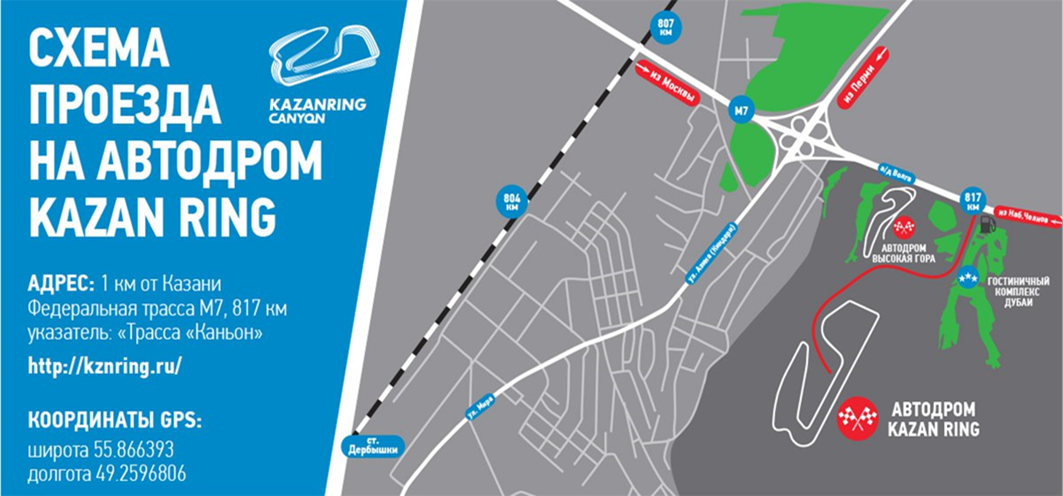 СХЕМА
ПРОЕЗДА
НА АВТОДРОМ
KAZAN RING
KAZANRING
CANYON
АДРЕС: 1 км от Казани
Федеральная трасса М7, 817 км
указатель: «Трасса «Каньон»
http://kznring.ru/
КООРДИНАТЫ GPS:
широта 55.866393
долгота 49.2596806
807
км
из Москвы
М7
из Перми
804
км
а/д Волга
817
км
из Наб.Челнов
АВТОДРОМ
ВЫСОКАЯ ГОРА
ГОСТИНИЧНЫЙ
КОМПЛЕКС
ДУБАИ
ул. Азина (Киндери)
ул. Мира
ст.
Дербышки
АВТОДРОМ
KAZAN RING